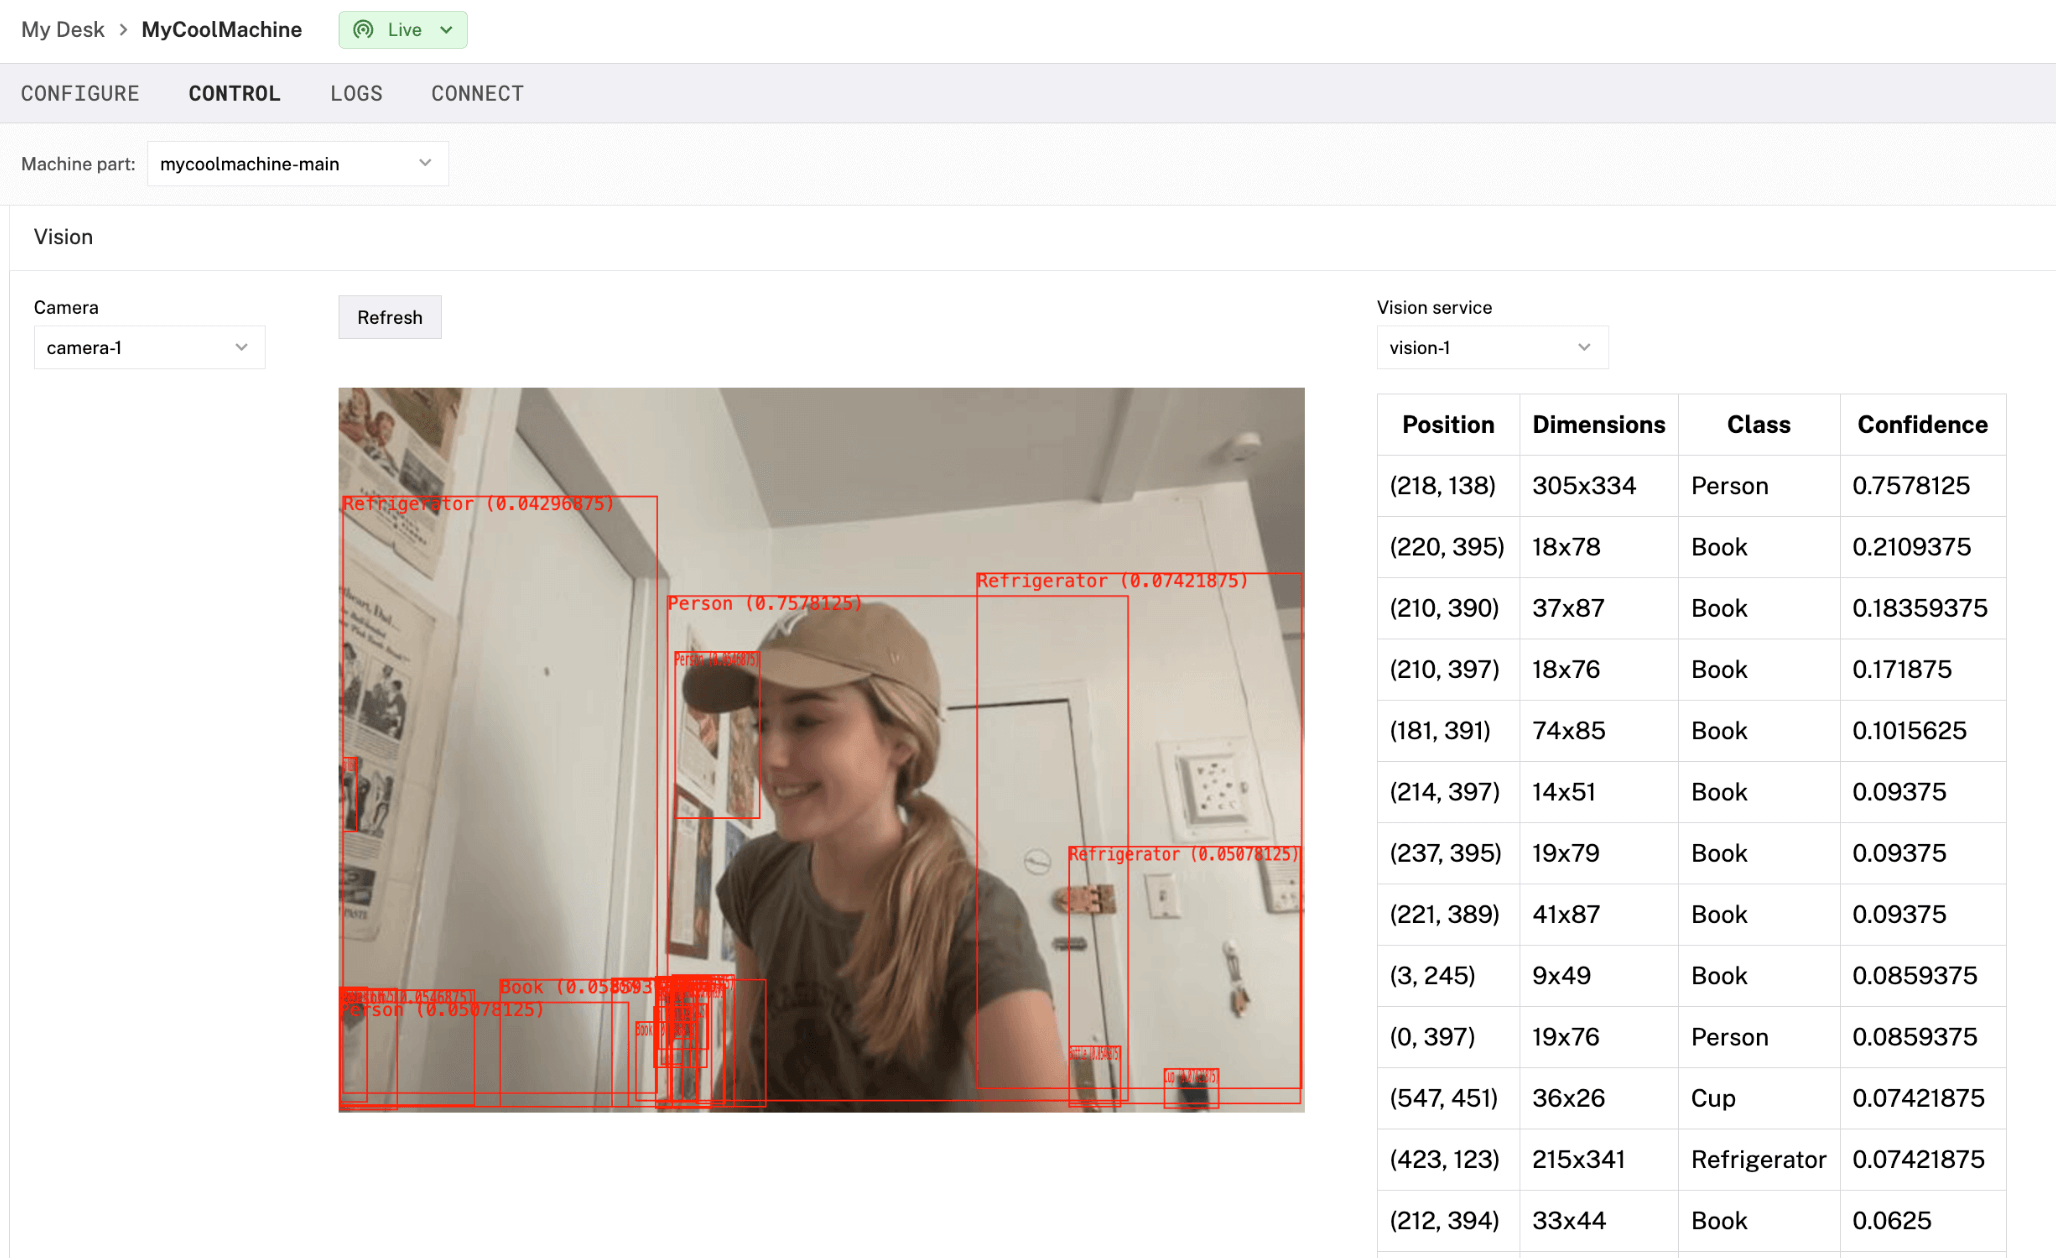 My Desk > MyCoolMachine Live
CONFIGURE CONTROL LOGS CONNECT
Machine part: mycoolmachine-main
Vision
Camera
camera-1
Refresh
Refrigerator (0.04296875)
Refrigerator (0.07421875)
Person (0.7578125)
Person
Refrigerator (0.05078125)
Book (0.0585937
Person (0.05078125)
Book
Vision service
vision-1
Position Dimensions Class Confidence
(218, 138) 305x334 Person 0.7578125
(220, 395) 18x78 Book 0.2109375
(210, 390) 37x87 Book 0.18359375
(210, 397) 18x76 Book 0.171875
(181, 391) 74x85 Book 0.1015625
(214, 397) 14x51 Book 0.09375
(237, 395) 19x79 Book 0.09375
(221, 389) 41x87 Book 0.09375
(3, 245) 9x49 Book 0.0859375
(0, 397) 19x76 Person 0.0859375
(547, 451) 36x26 Cup 0.07421875
(423, 123) 215x341 Refrigerator 0.07421875
(212, 394) 33x44 Book 0.0625